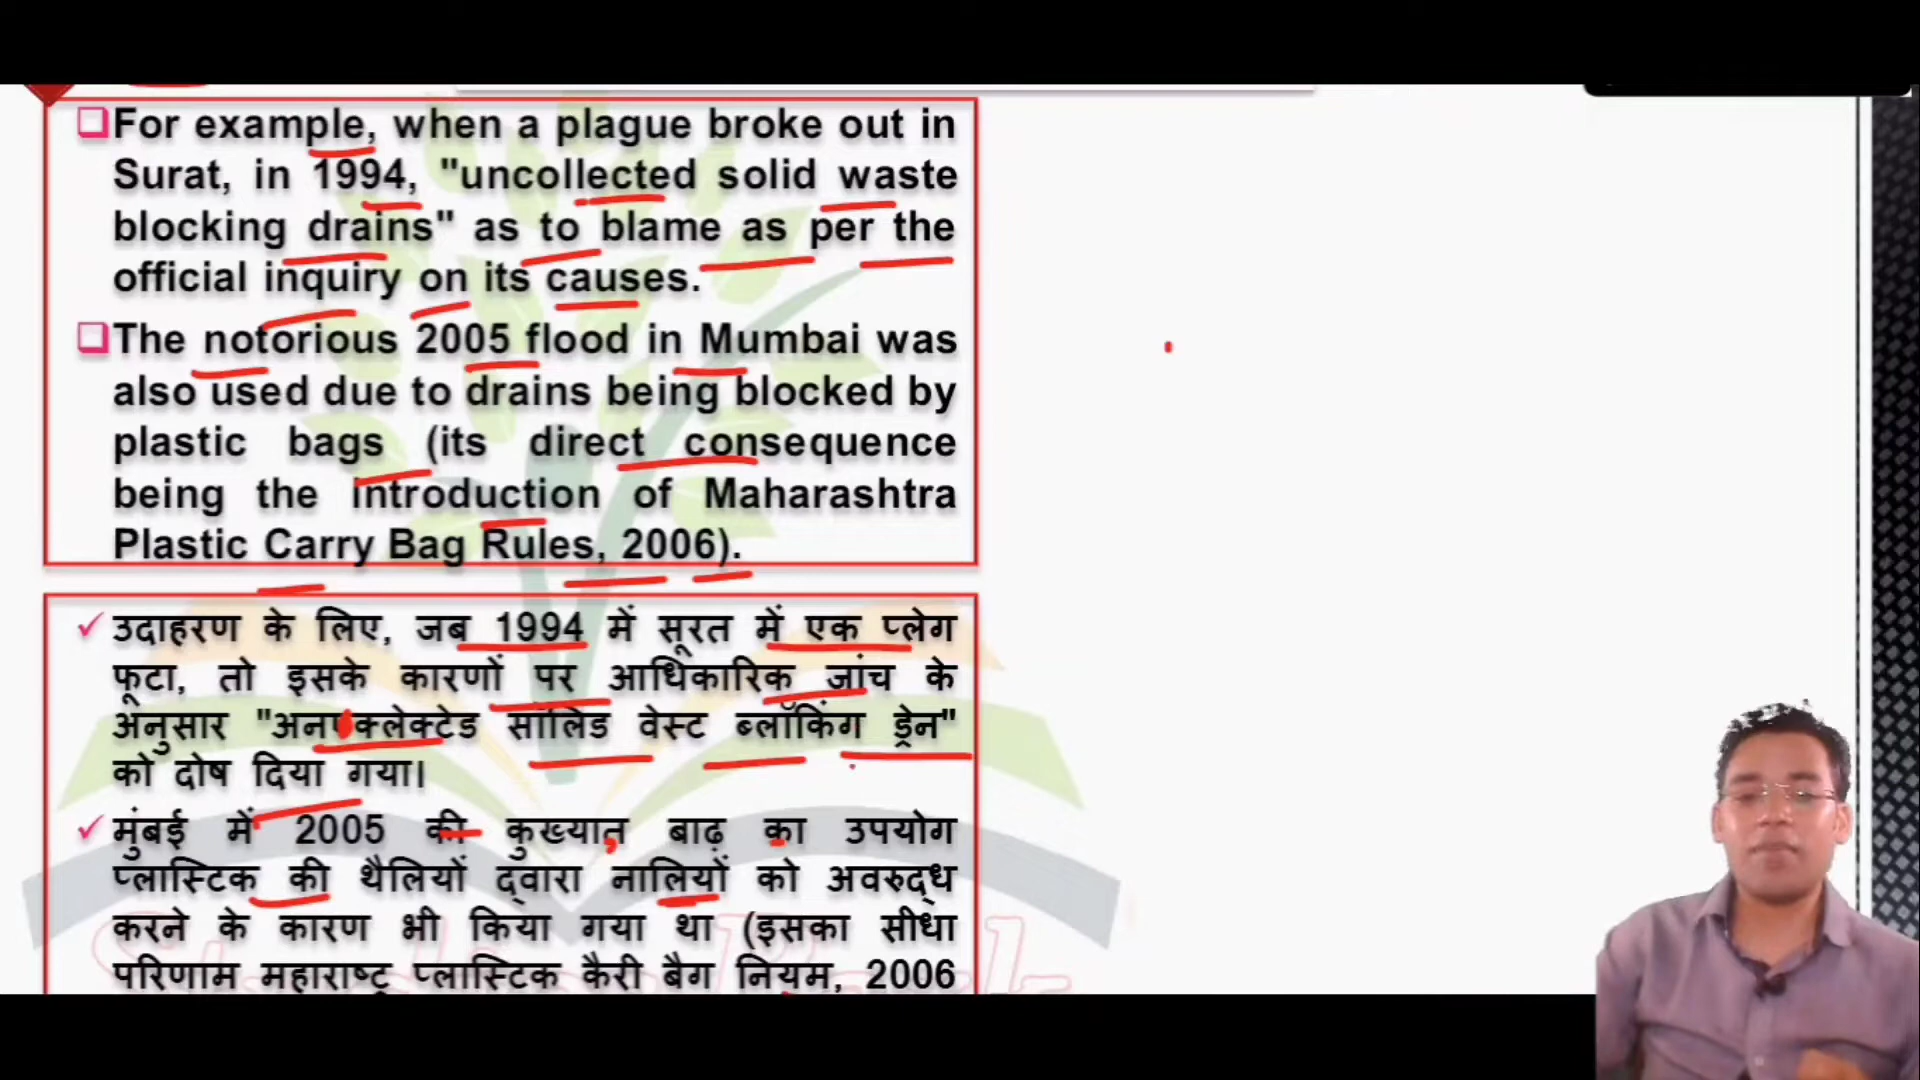 For example, when a plague broke out in
Surat, in 1994, "uncollected solid waste
blocking drains" as to blame as per the
official inquiry on its causes.
The notorious 2005 flood in Mumbai was
also used due to drains being blocked by
plastic bags (its direct consequence
being the introduction of Maharashtra
Plastic Carry Bag Rules, 2006).
उदाहरण के लिए, जब 1994 में सूरत में एक प्लेग
फूटा, तो इसके कारणों पर आधिकारिक जांच के
अनुसार "सॉलिड वेस्ट ब्लॉकिंग ड्रेन"
को दोष दिया गया।
मुंबई में 2005 की कुख्यात बाढ़ का उपयोग
प्लास्टिक की थैलियों द्वारा नालियों को अवरुद्ध
करने के कारण भी किया गया था (इसका सीधा
परिणाम महाराष्ट्र प्लास्टिक कैरी बैग नियम, 2006